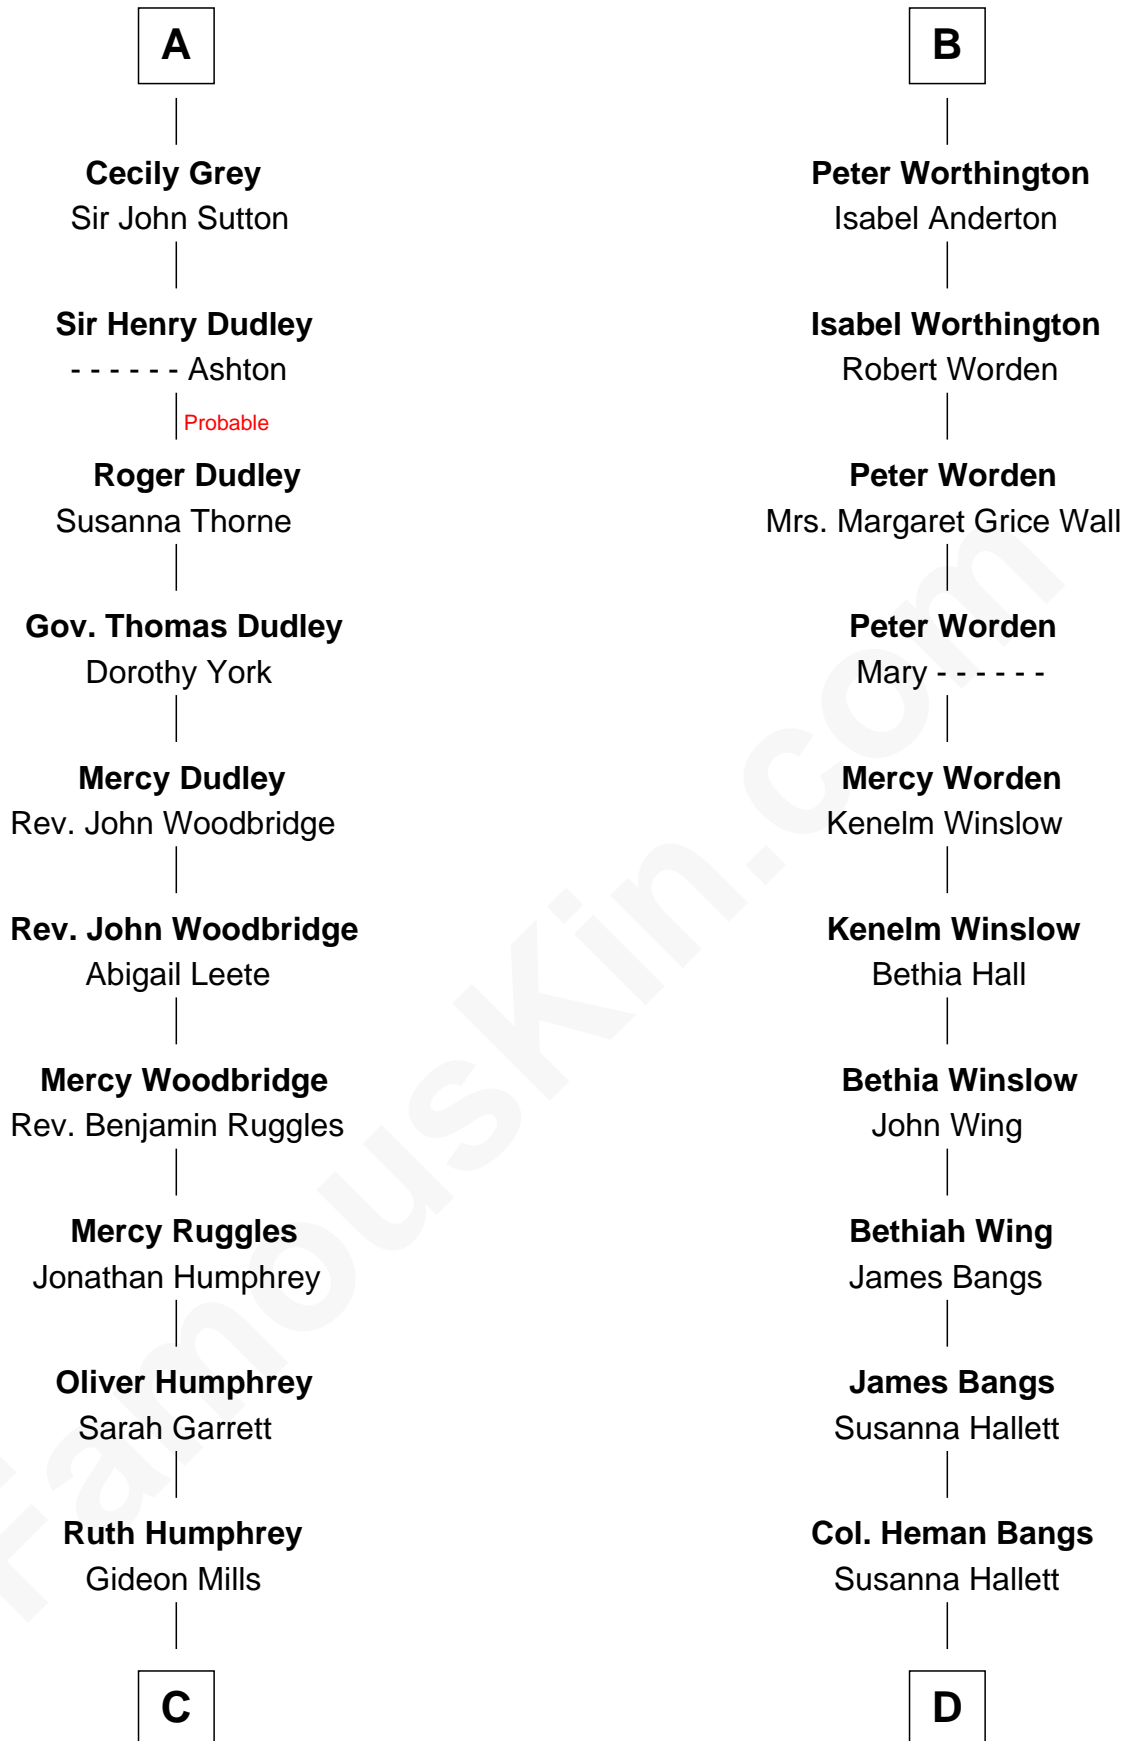 A
Cecily Grey
Sir John Sutton
Sir Henry Dudley
- - - - - - Ashton
Probable
Roger Dudley
Susanna Thorne
Gov. Thomas Dudley
Dorothy York
Mercy Dudley
Rev. John Woodbridge
Rev. John Woodbridge
Abigail Leete
Mercy Woodbridge
Rev. Benjamin Ruggles
Mercy Ruggles
Jonathan Humphrey
Oliver Humphrey
Sarah Garrett
Ruth Humphrey
Gideon Mills
C
B
Peter Worthington
Isabel Anderton
Isabel Worthington
Robert Worden
Peter Worden
Mrs. Margaret Grice Wall
Peter Worden
Mary - - - - - -
Mercy Worden
Kenelm Winslow
Kenelm Winslow
Bethia Hall
Bethia Winslow
John Wing
Bethiah Wing
James Bangs
James Bangs
Susanna Hallett
Col. Heman Bangs
Susanna Hallett
D
FamousKin.com